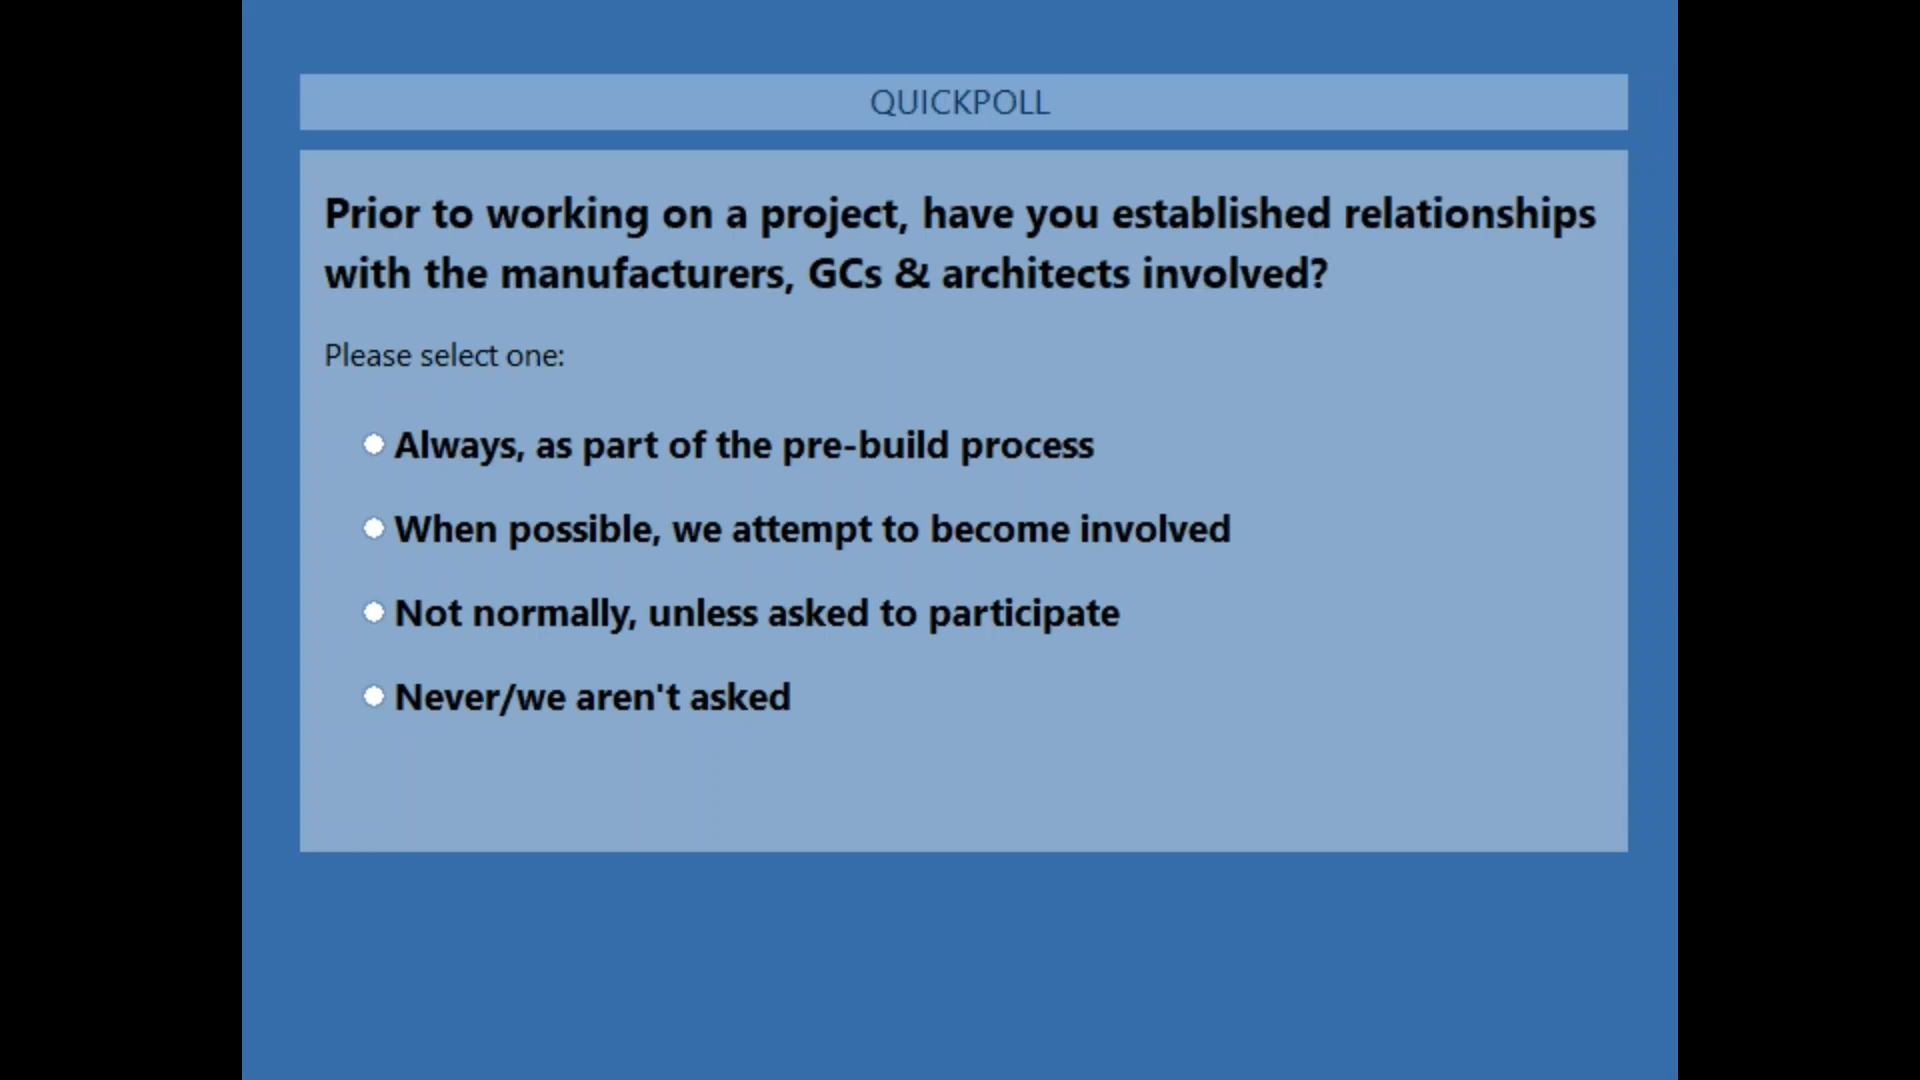 QUICKPOLL
Prior to working on a project, have you established relationships
with the manufacturers, GCs & architects involved?
Please select one:
Always, as part of the pre-build process
When possible, we attempt to become involved
Not normally, unless asked to participate
Never/we aren't asked